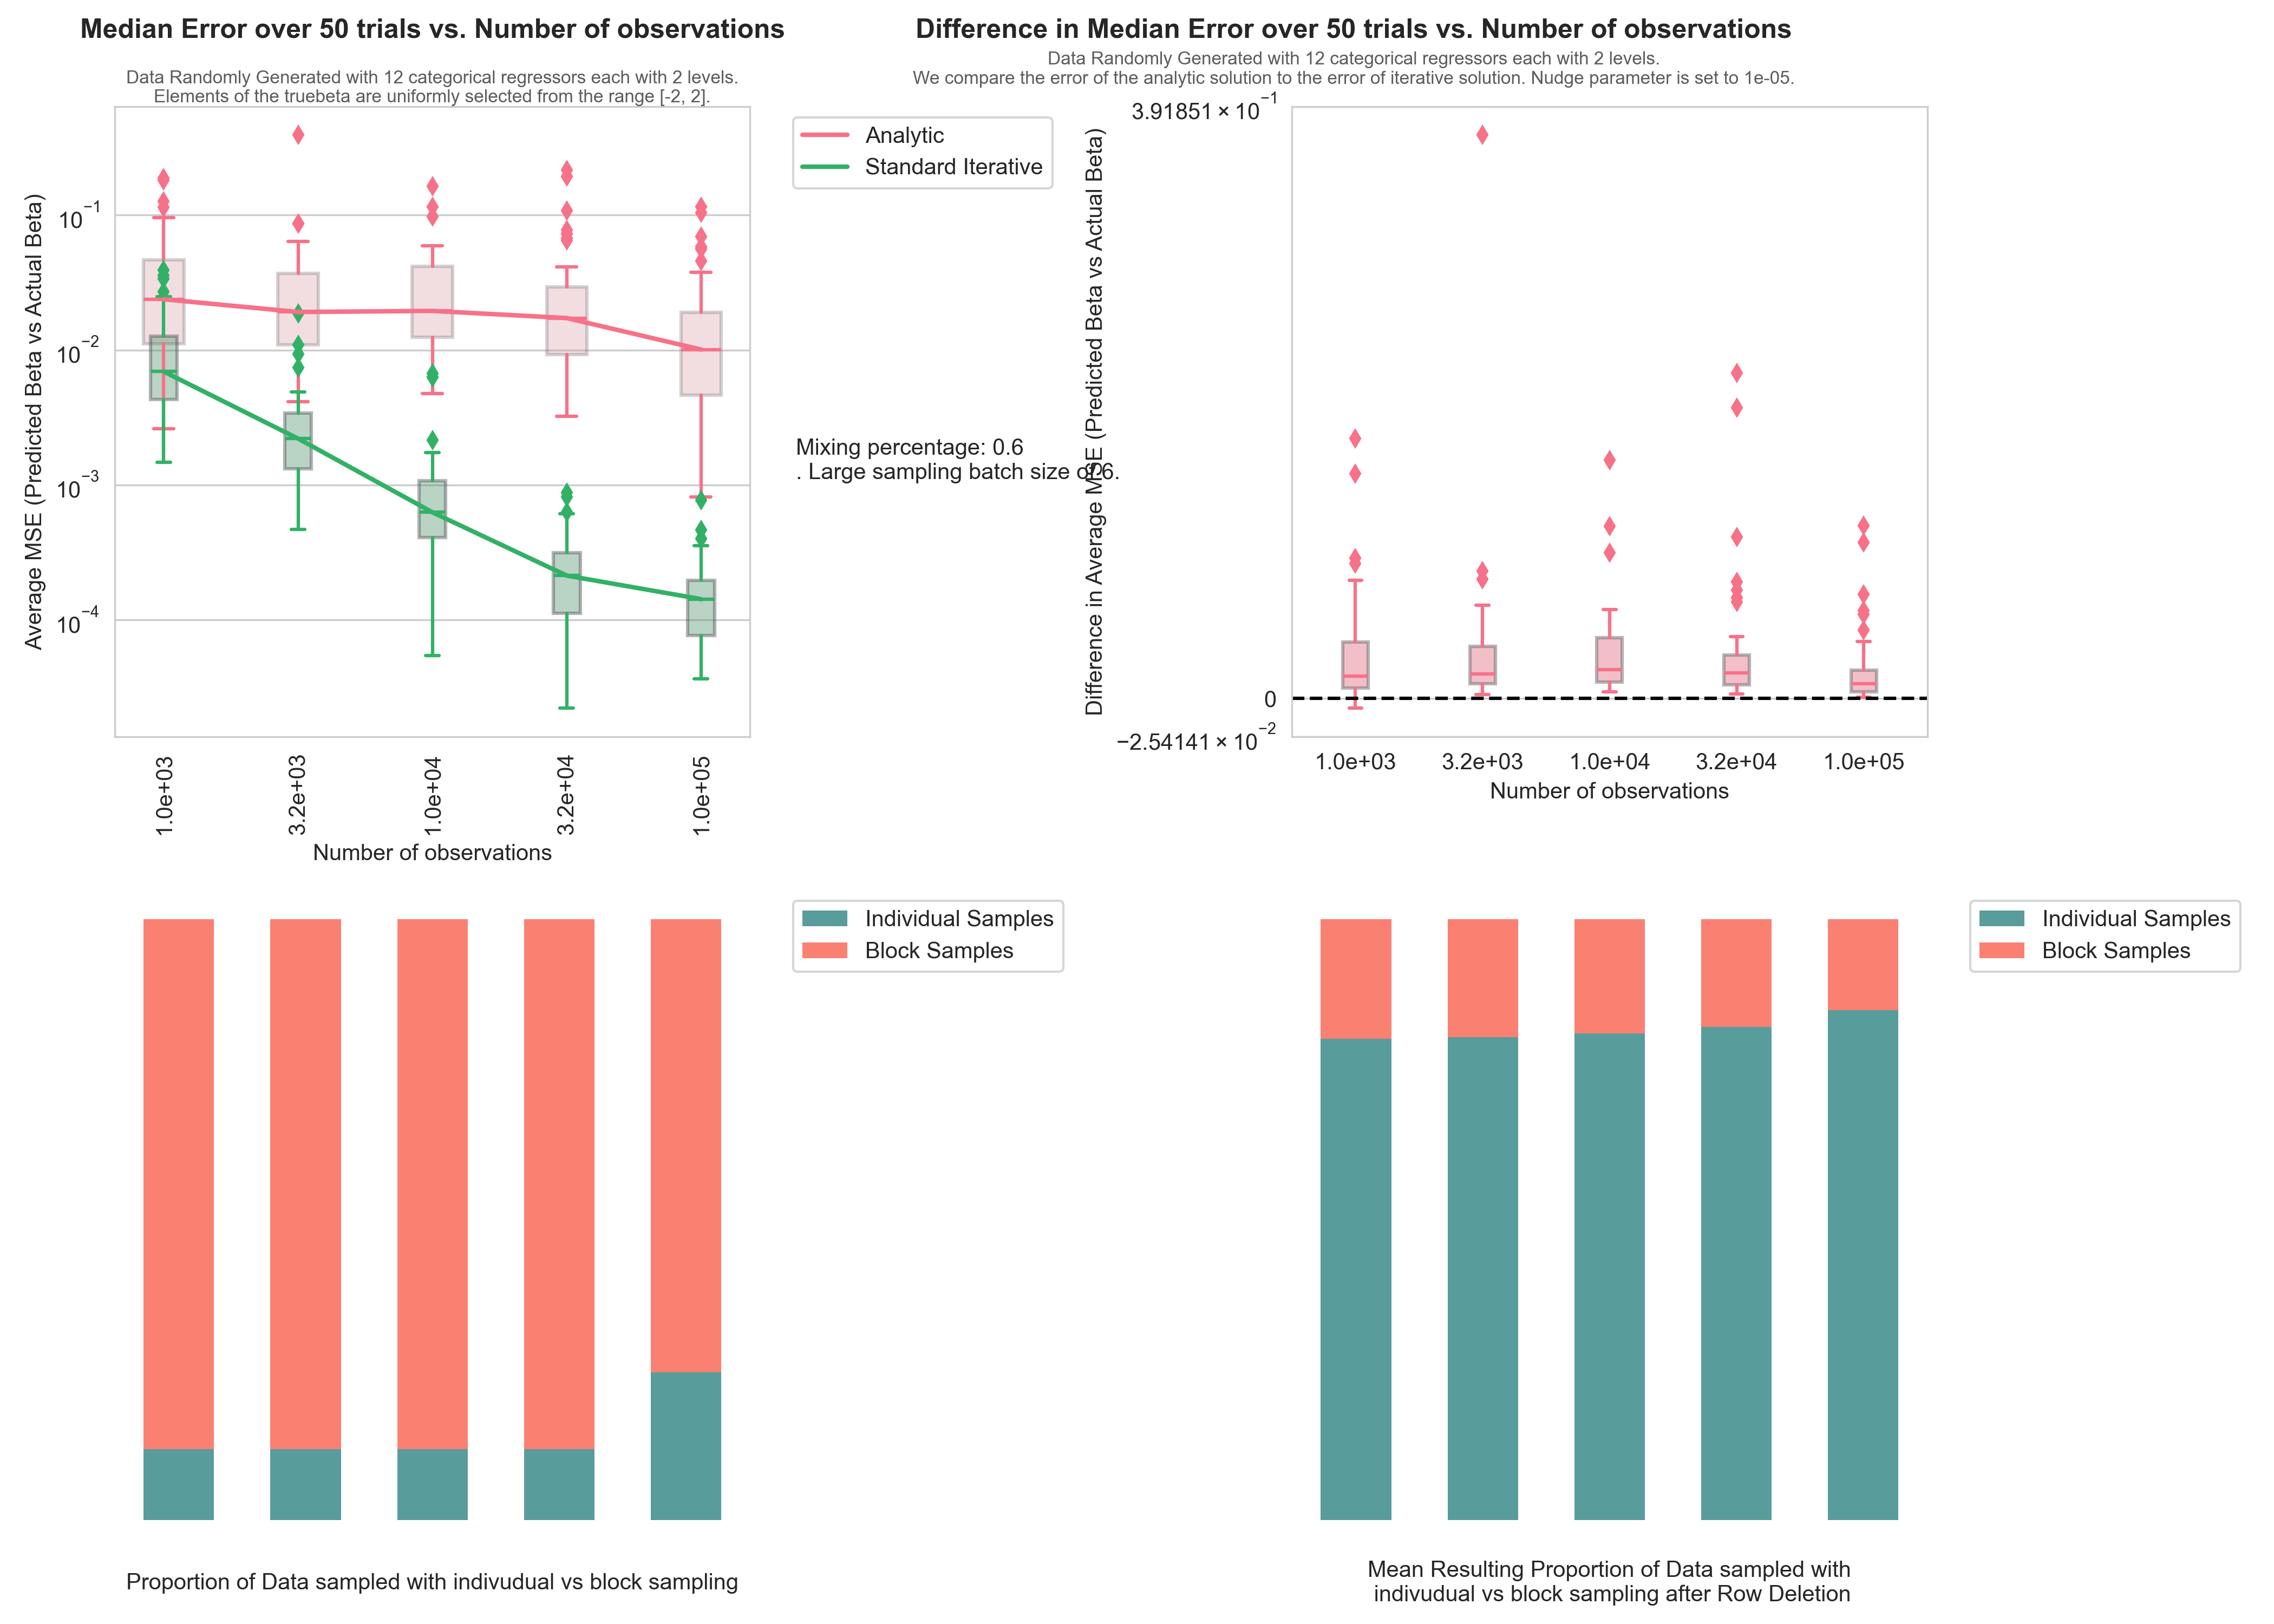 Median Error over 50 trials vs. Number of observations
Data Randomly Generated with 12 categorical regressors each with 2 levels.
Elements of the truebeta are uniformly selected from the range [-2, 2].
Average MSE (Predicted Beta vs Actual Beta)
10⁻¹
10⁻²
10⁻³
10⁻⁴
1.0e+03
3.2e+03
1.0e+04
3.2e+04
1.0e+05
Number of observations
Analytic
Standard Iterative
Mixing percentage: 0.6
. Large sampling batch size of 6.
Difference in Median Error over 50 trials vs. Number of observations
Data Randomly Generated with 12 categorical regressors each with 2 levels.
We compare the error of the analytic solution to the error of iterative solution. Nudge parameter is set to 1e-05.
Difference in Average MSE (Predicted Beta vs Actual Beta)
3.91851 × 10⁻¹
0
−2.54141 × 10⁻²
1.0e+03 3.2e+03 1.0e+04 3.2e+04 1.0e+05
Number of observations
Individual Samples
Block Samples
Proportion of Data sampled with indivudual vs block sampling
Individual Samples
Block Samples
Mean Resulting Proportion of Data sampled with
indivudual vs block sampling after Row Deletion